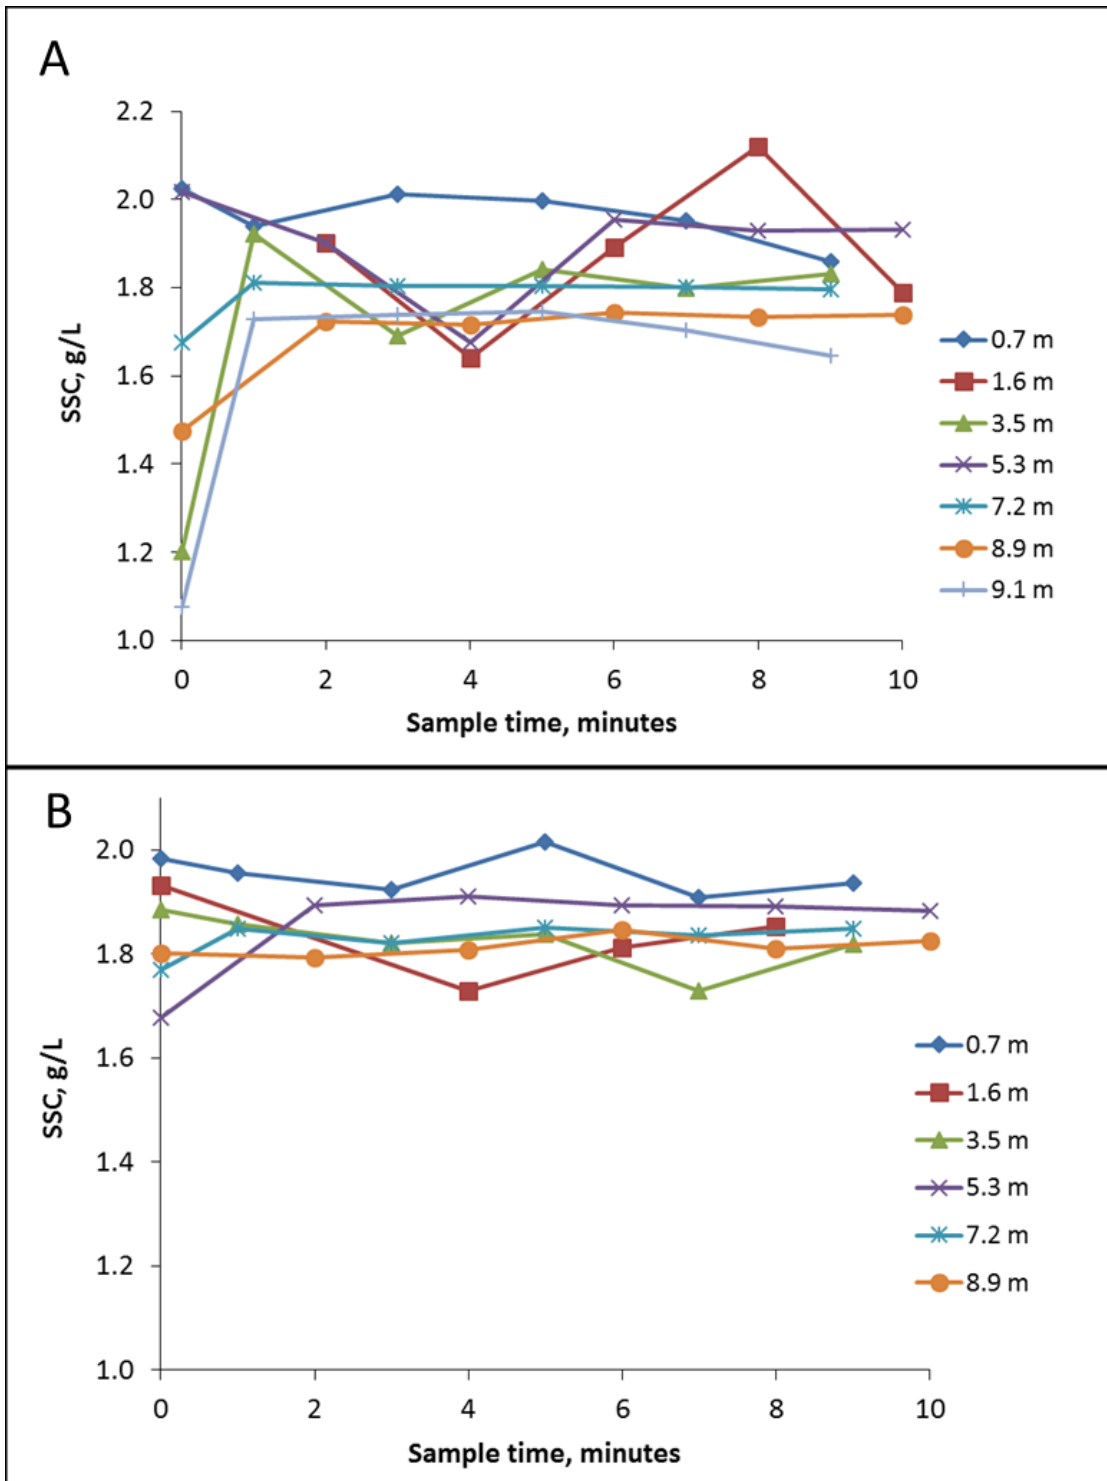 A
2.2
2.0
1.8
1.6
1.4
1.2
1.0
SSC, g/L
0 2 4 6 8 10
Sample time, minutes
0.7 m
1.6 m
3.5 m
5.3 m
7.2 m
8.9 m
9.1 m
B
2.0
1.8
1.6
1.4
1.2
1.0
SSC, g/L
0 2 4 6 8 10
Sample time, minutes
0.7 m
1.6 m
3.5 m
5.3 m
7.2 m
8.9 m